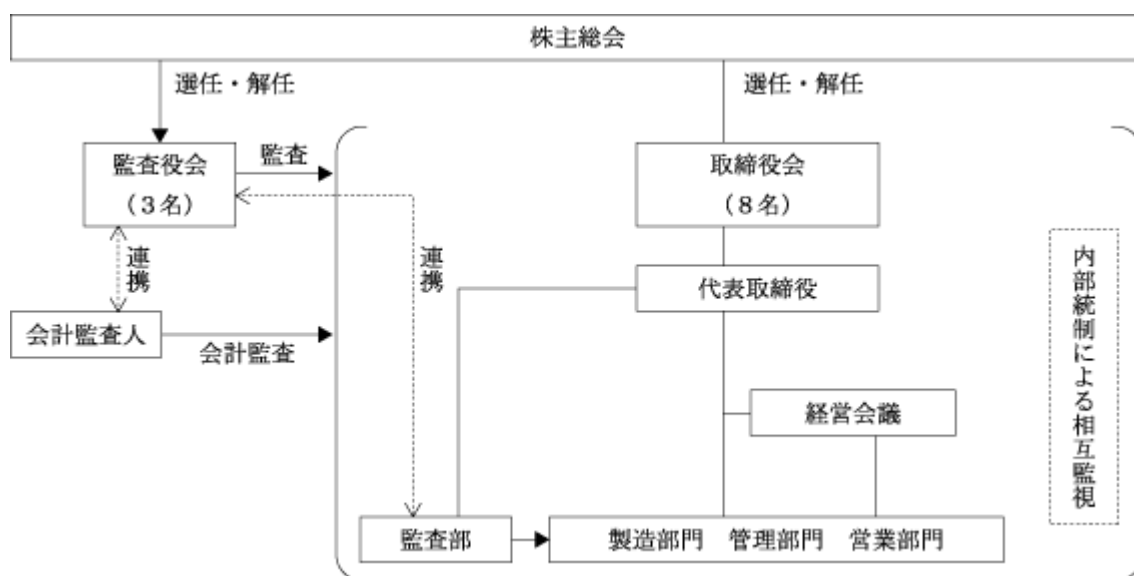 株主総会
選任・解任
選任・解任
監査役会
(3名)
監査
取締役会
(8名)
連携
連携
代表取締役
会計監査人
会計監査
経営会議
内部統制による相互監視
監査部
製造部門 管理部門 営業部門